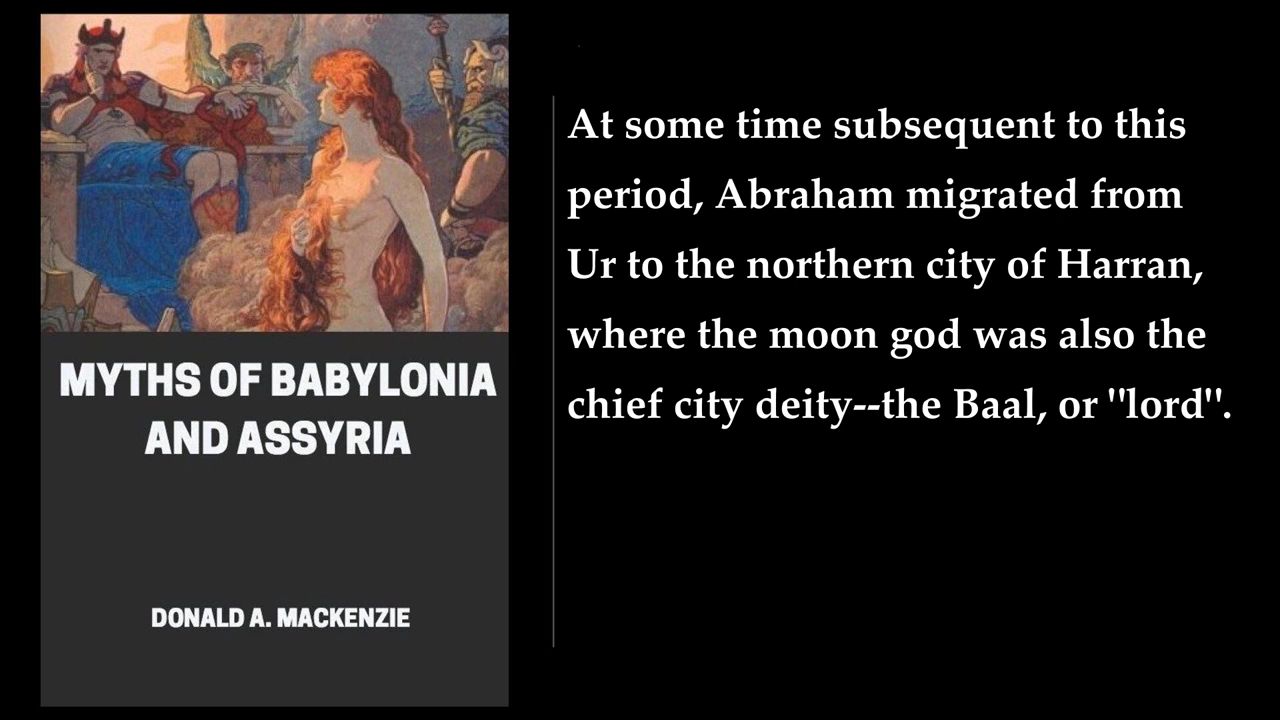 MYTHS OF BABYLONIA
AND ASSYRIA
DONALD A. MACKENZIE
At some time subsequent to this
period, Abraham migrated from
Ur to the northern city of Harran,
where the moon god was also the
chief city deity--the Baal, or "lord".